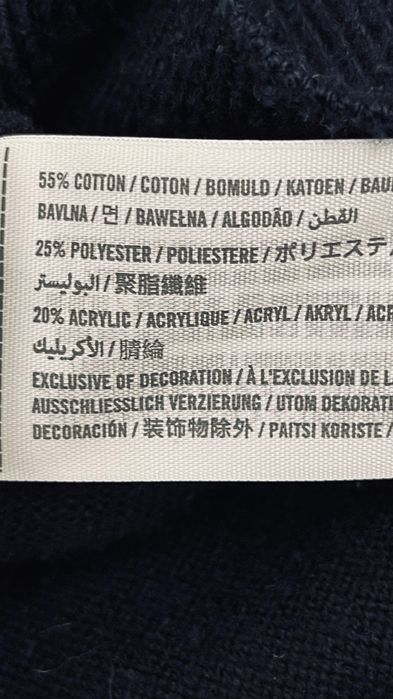 55% COTTON / COTON / BOMULD / KATOEN / BAU
BAVLNA / 면 / BAWEŁNA / ALGODÃO / القطن
25% POLYESTER / POLIESTERE / ポリエステ
البوليستر / 聚脂纖維
20% ACRYLIC / ACRYLIQUE / ACRYL / AKRYL / ACR
الأكريليك / 腈綸
EXCLUSIVE OF DECORATION / À L'EXCLUSION DE L
AUSSCHLIESSLICH VERZIERUNG / UTOM DEKORATI
DECORACIÓN / 装饰物除外 / PAITSI KORISTE /